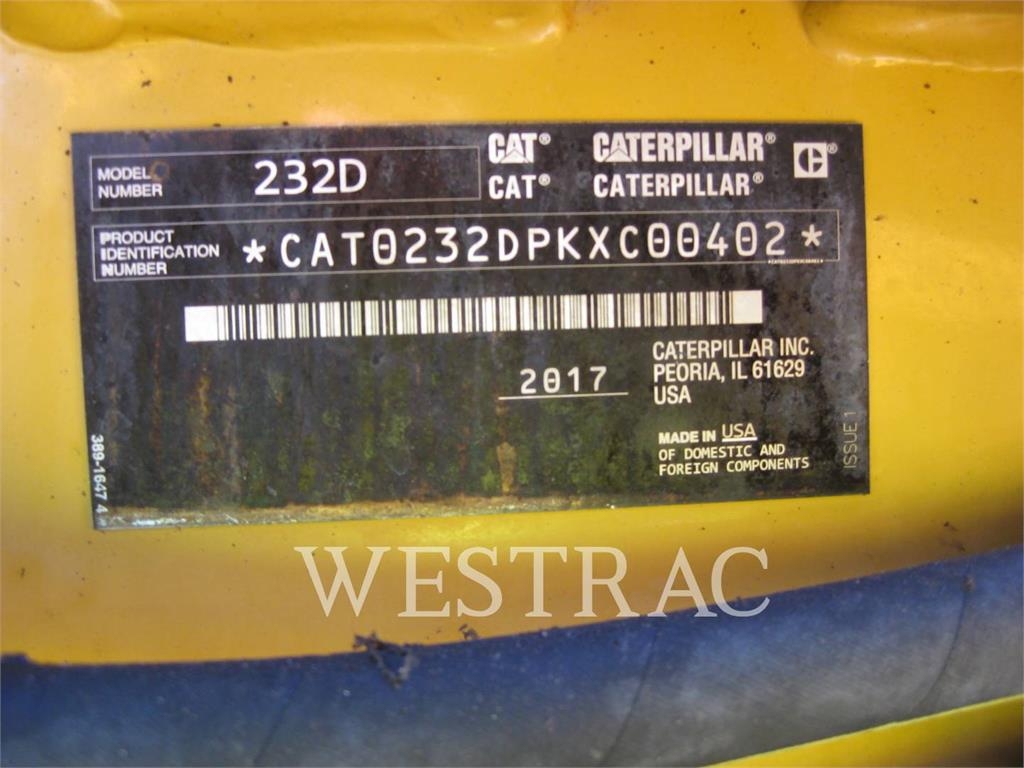 MODEL
NUMBER
232D
CAT® CATERPILLAR®
CAT® CATERPILLAR®
C®
PRODUCT
IDENTIFICATION
NUMBER
*CAT0232DPKXC00402*
2017
CATERPILLAR INC.
PEORIA, IL 61629
USA
MADE IN USA
OF DOMESTIC AND
FOREIGN COMPONENTS
ISSUE 1
389-1647 4
WESTRAC